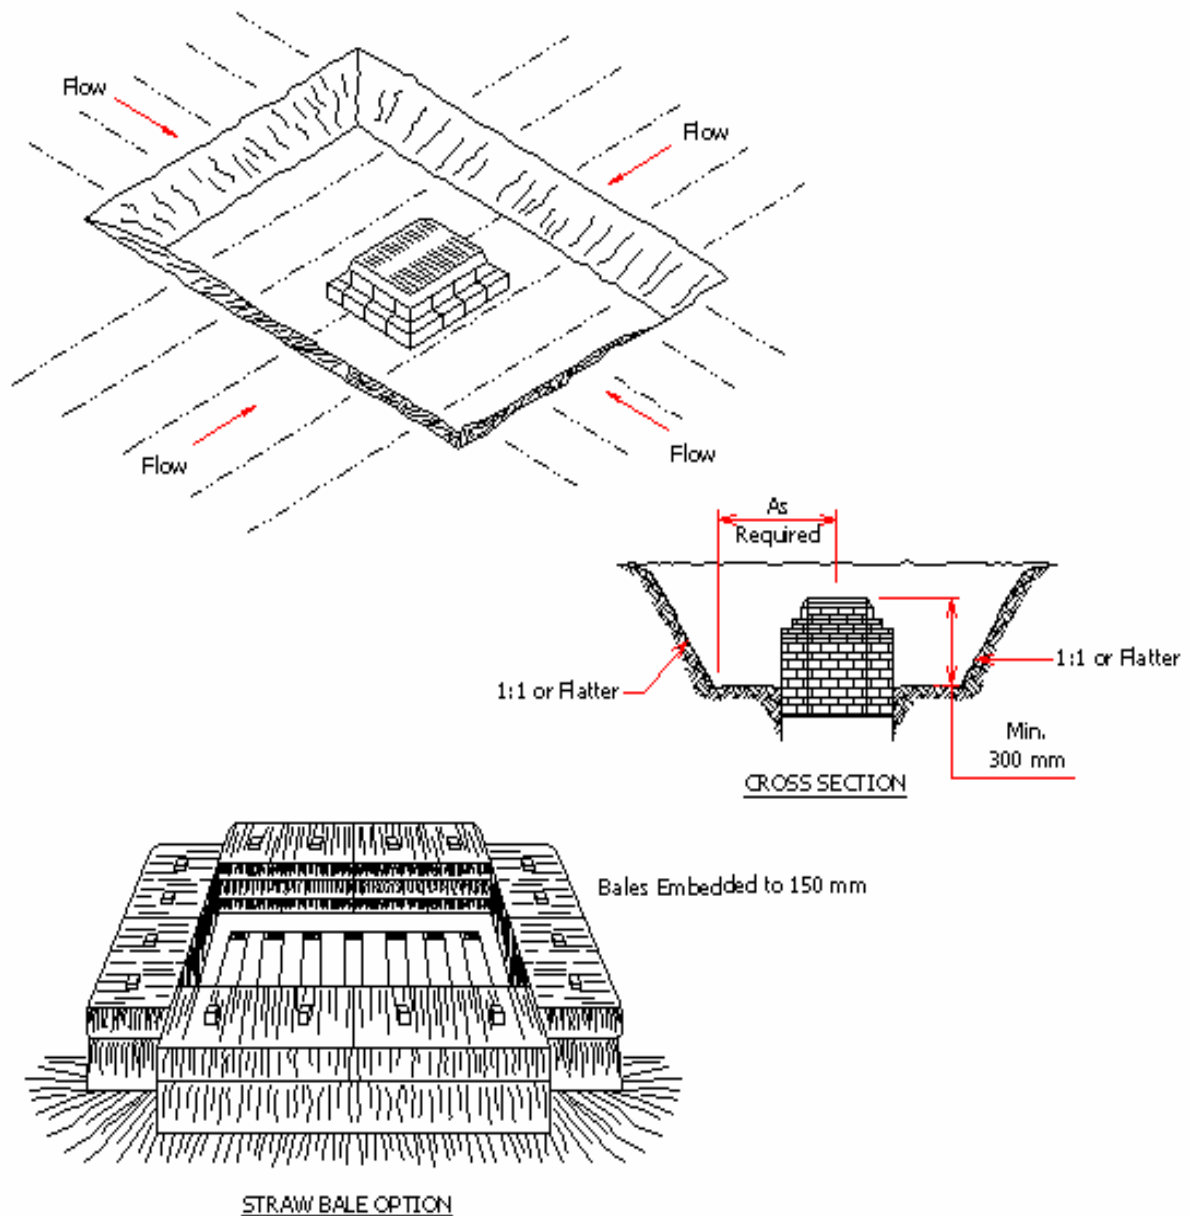 Flow
Flow
Flow
Flow
As
Required
1:1 or Flatter
1:1 or Flatter
Min.
300 mm
CROSS SECTION
Bales Embedded to 150 mm
STRAW BALE OPTION